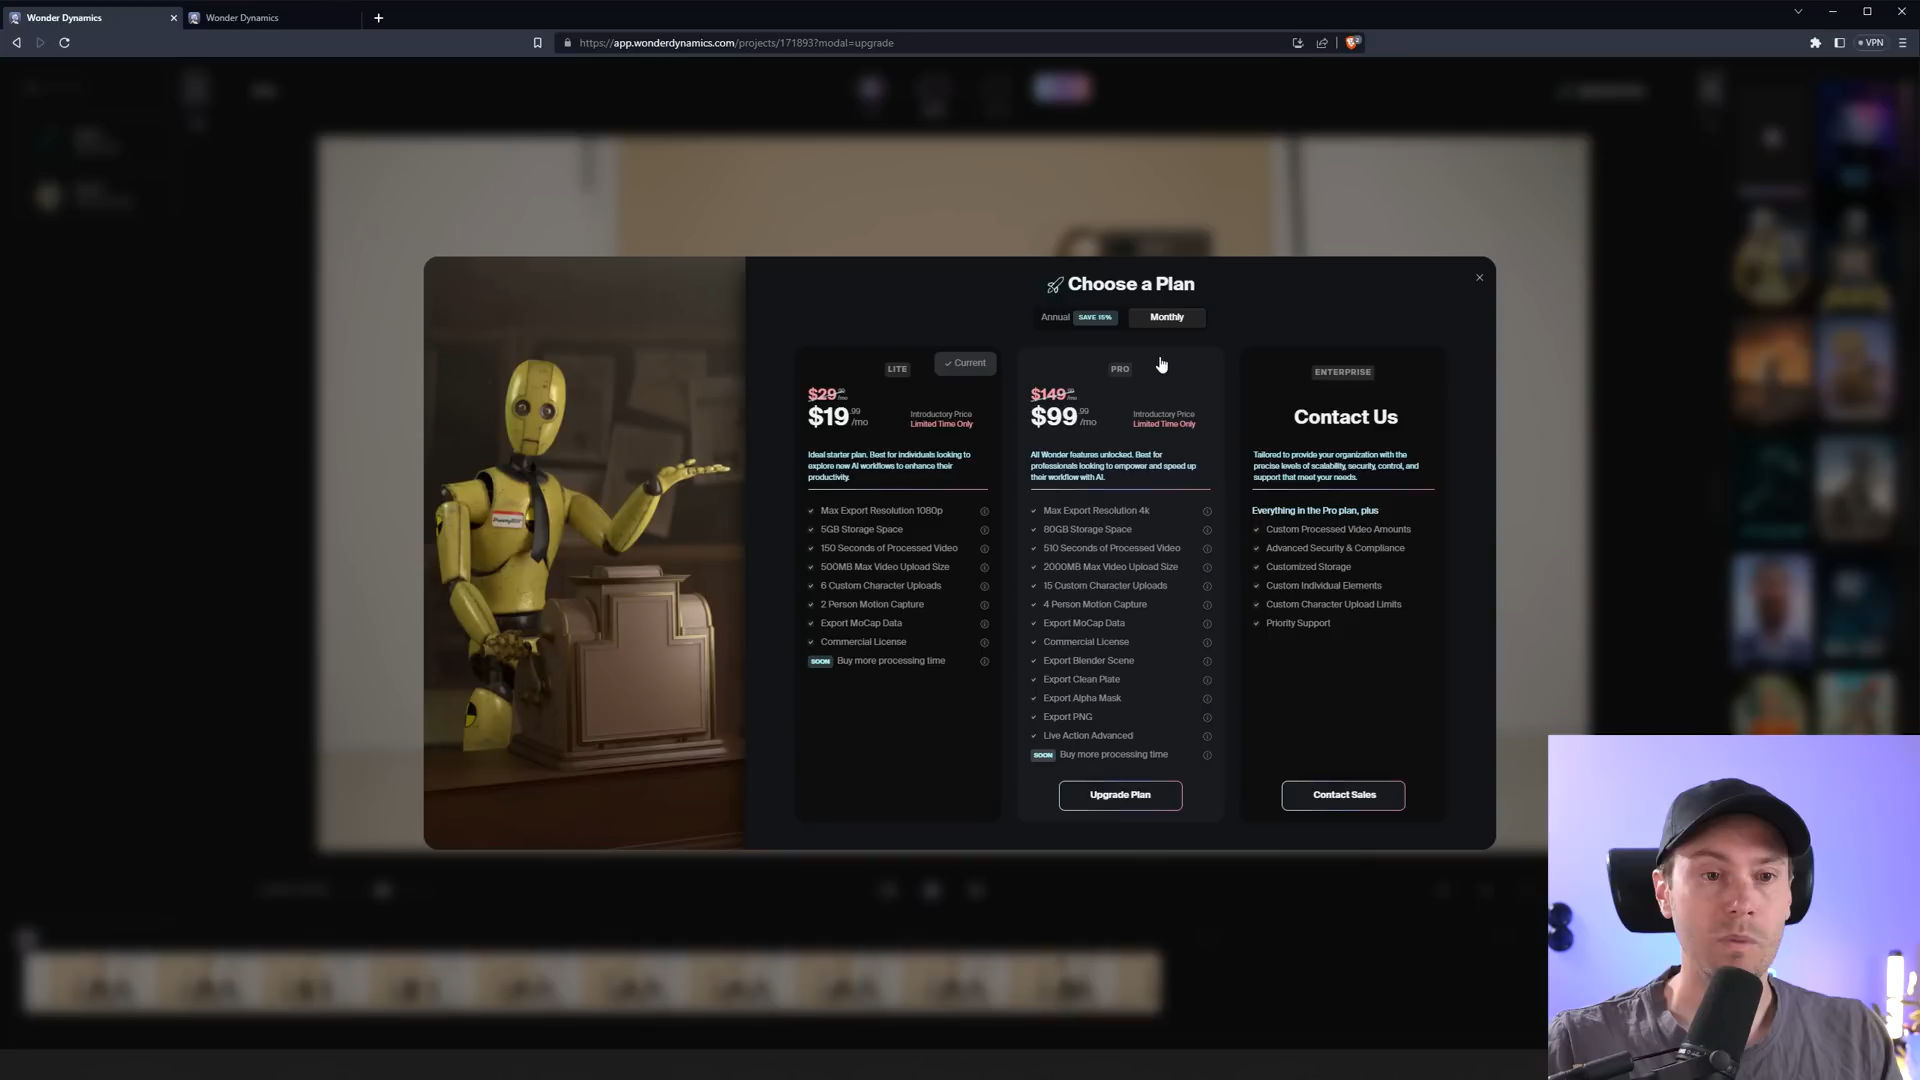 Wonder Dynamics
Wonder Dynamics
https://app.wonderdynamics.com/projects/171893?modal=upgrade
VPN
Choose a Plan
Annual SAVE 15% Monthly
LITE
Current
$29.99/mo
$19.99/mo
Introductory Price
Limited Time Only
Ideal starter plan. Best for individuals looking to
explore new AI workflows to enhance their
productivity.
Max Export Resolution 1080p
5GB Storage Space
150 Seconds of Processed Video
500MB Max Video Upload Size
6 Custom Character Uploads
2 Person Motion Capture
Export MoCap Data
Commercial License
SOON Buy more processing time
PRO
$149.99/mo
$99.99/mo
Introductory Price
Limited Time Only
All Wonder features unlocked. Best for
professionals looking to empower and speed up
their workflow with AI.
Max Export Resolution 4k
80GB Storage Space
510 Seconds of Processed Video
2000MB Max Video Upload Size
15 Custom Character Uploads
4 Person Motion Capture
Export MoCap Data
Commercial License
Export Blender Scene
Export Clean Plate
Export Alpha Mask
Export PNG
Live Action Advanced
SOON Buy more processing time
Upgrade Plan
ENTERPRISE
Contact Us
Tailored to provide your organization with the
precise levels of scalability, security, control, and
support that meet your needs.
Everything in the Pro plan, plus
Custom Processed Video Amounts
Advanced Security & Compliance
Customized Storage
Custom Individual Elements
Custom Character Upload Limits
Priority Support
Contact Sales